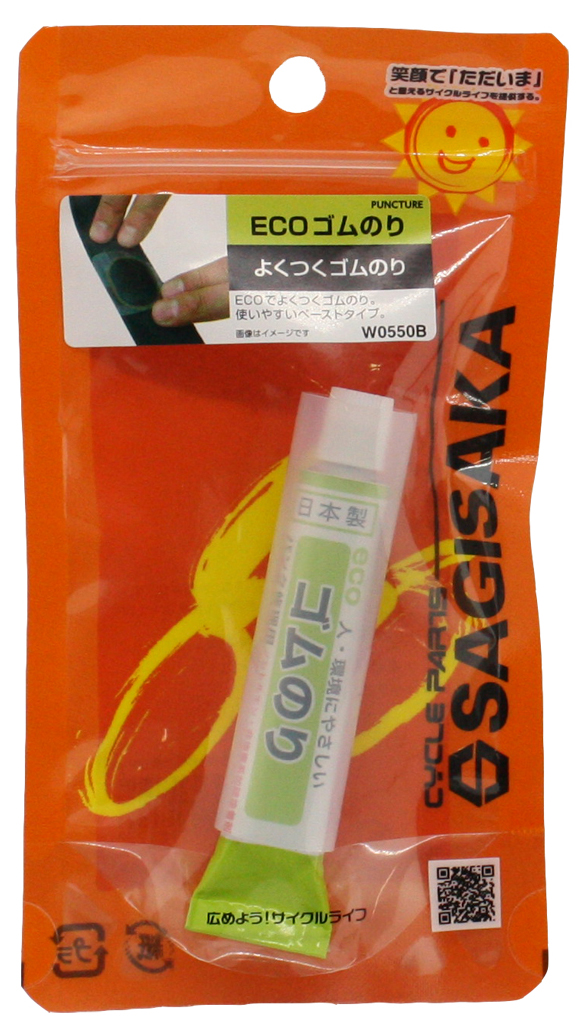 笑顔で「ただいま」
と言えるサイクルライフを提供する。
PUNCTURE
ECOゴムのり
よくつくゴムのり
ECOでよくつくゴムのり。
使いやすいペーストタイプ。
画像はイメージです
W0550B
日本製
eco
人・環境にやさしい
ゴムのり
CYCLE PARTS
SAGISAKA
広めよう!サイクルライフ
プラ
紙